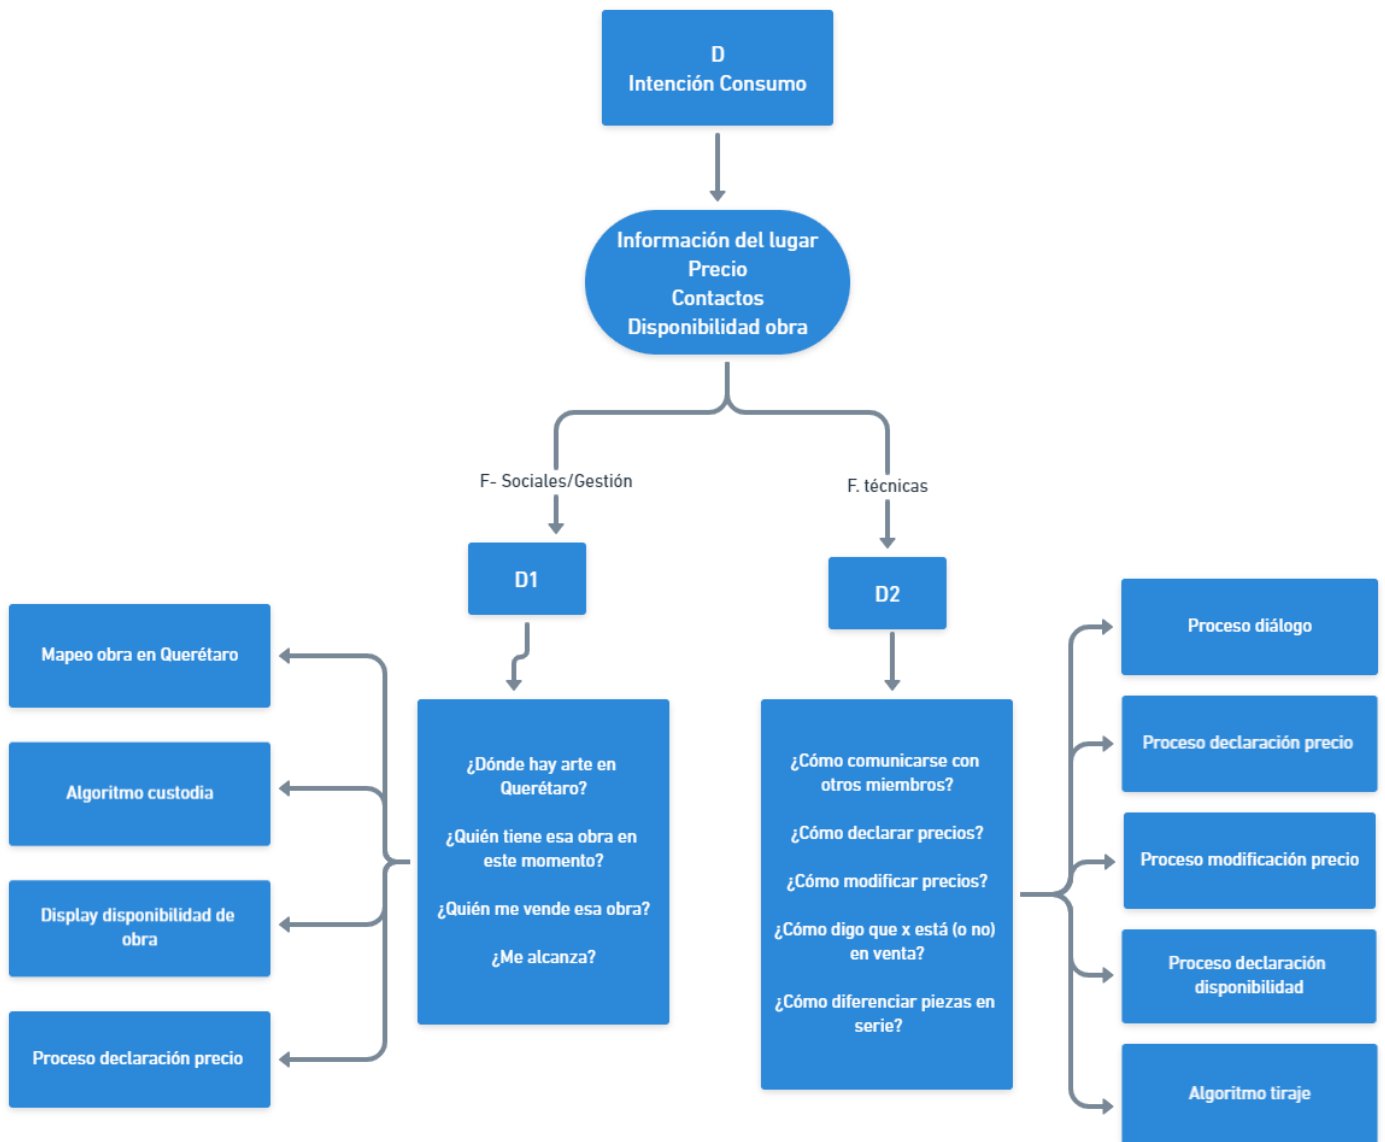 D
Intención Consumo
Información del lugar
Precio
Contactos
Disponibilidad obra
F- Sociales/Gestión
F. técnicas
D1
D2
Mapeo obra en Querétaro
Algoritmo custodia
Display disponibilidad de
obra
Proceso declaración precio
¿Dónde hay arte en
Querétaro?
¿Quién tiene esa obra en
este momento?
¿Quién me vende esa obra?
¿Me alcanza?
¿Cómo comunicarse con
otros miembros?
¿Cómo declarar precios?
¿Cómo modificar precios?
¿Cómo digo que x está (o no)
en venta?
¿Cómo diferenciar piezas en
serie?
Proceso diálogo
Proceso declaración precio
Proceso modificación precio
Proceso declaración
disponibilidad
Algoritmo tiraje